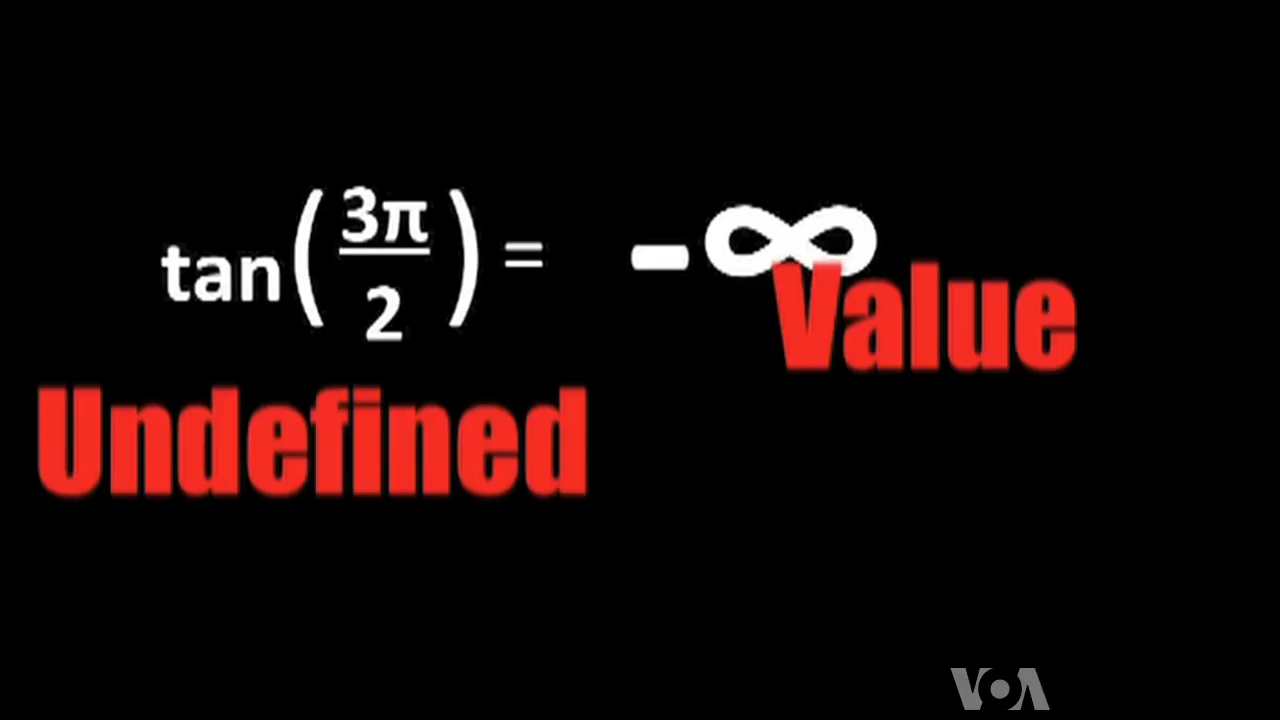 tan(3π/2) = -∞
Value
Undefined
VOA